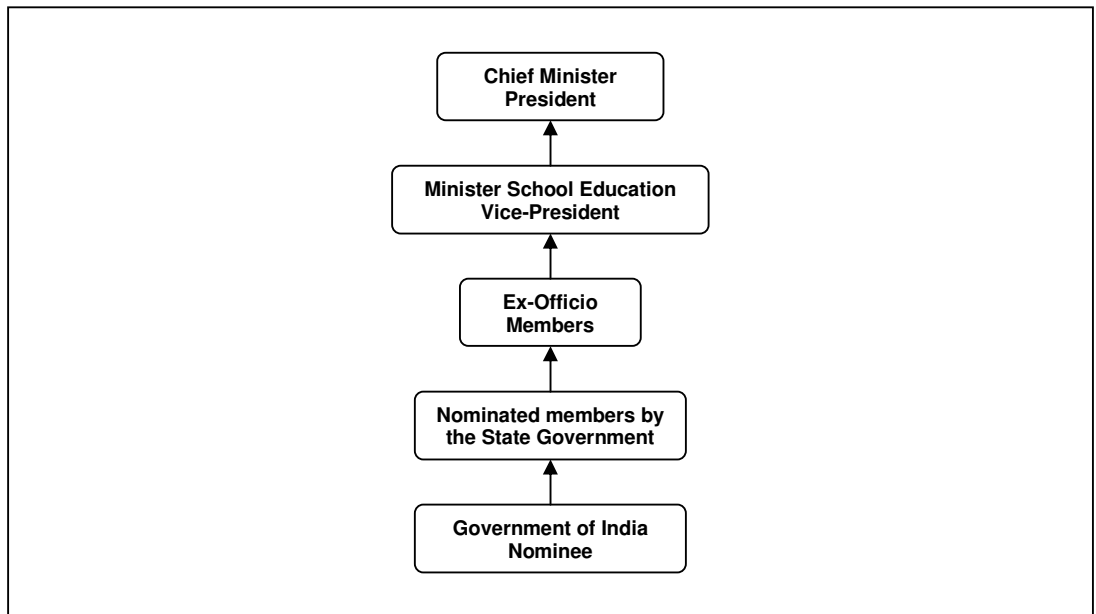 Chief Minister
President
Minister School Education
Vice-President
Ex-Officio
Members
Nominated members by
the State Government
Government of India
Nominee